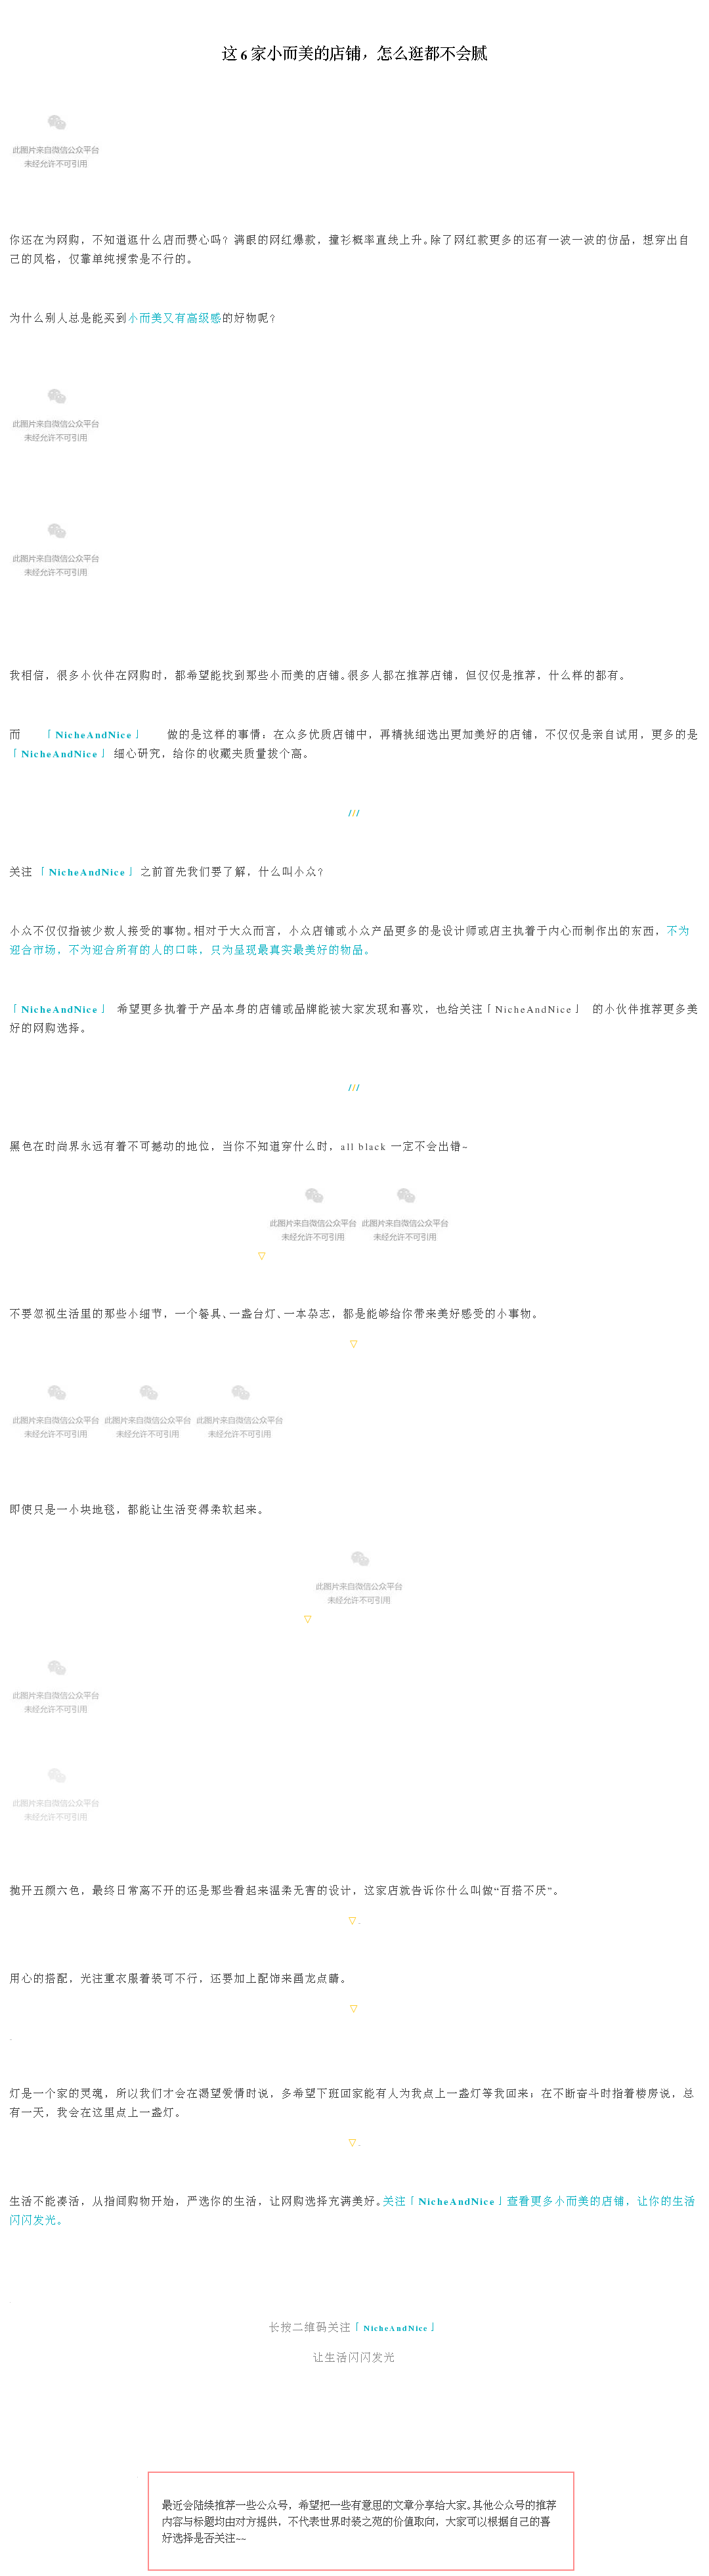 这 6 家小而美的店铺，怎么逛都不会腻
此图片来自微信公众平台
未经允许不可引用
你还在为网购，不知道逛什么店而费心吗？满眼的网红爆款，撞衫概率直线上升。除了网红款更多的还有一波一波的仿品，想穿出自
己的风格，仅靠单纯搜索是不行的。
为什么别人总是能买到小而美又有高级感的好物呢？
此图片来自微信公众平台
未经允许不可引用
此图片来自微信公众平台
未经允许不可引用
我相信，很多小伙伴在网购时，都希望能找到那些小而美的店铺。很多人都在推荐店铺，但仅仅是推荐，什么样的都有。
而 「NicheAndNice」 做的是这样的事情：在众多优质店铺中，再精挑细选出更加美好的店铺，不仅仅是亲自试用，更多的是
「NicheAndNice」 细心研究，给你的收藏夹质量拔个高。
///
关注 「NicheAndNice」 之前首先我们要了解，什么叫小众？
小众不仅仅指被少数人接受的事物。相对于大众而言，小众店铺或小众产品更多的是设计师或店主执着于内心而制作出的东西，不为
迎合市场，不为迎合所有的人的口味，只为呈现最真实最美好的物品。
「NicheAndNice」 希望更多执着于产品本身的店铺或品牌能被大家发现和喜欢，也给关注「NicheAndNice」 的小伙伴推荐更多美
好的网购选择。
///
黑色在时尚界永远有着不可撼动的地位，当你不知道穿什么时，all black 一定不会出错~
此图片来自微信公众平台 此图片来自微信公众平台
未经允许不可引用 未经允许不可引用
▽
不要忽视生活里的那些小细节，一个餐具、一盏台灯、一本杂志，都是能够给你带来美好感受的小事物。
▽
此图片来自微信公众平台 此图片来自微信公众平台 此图片来自微信公众平台
未经允许不可引用 未经允许不可引用 未经允许不可引用
即使只是一小块地毯，都能让生活变得柔软起来。
此图片来自微信公众平台
未经允许不可引用
▽
此图片来自微信公众平台
未经允许不可引用
此图片来自微信公众平台
未经允许不可引用
抛开五颜六色，最终日常离不开的还是那些看起来温柔无害的设计，这家店就告诉你什么叫做“百搭不厌”。
▽.
用心的搭配，光注重衣服着装可不行，还要加上配饰来画龙点睛。
▽
.
灯是一个家的灵魂，所以我们才会在渴望爱情时说，多希望下班回家能有人为我点上一盏灯等我回来；在不断奋斗时指着楼房说，总
有一天，我会在这里点上一盏灯。
▽.
生活不能凑活，从指间购物开始，严选你的生活，让网购选择充满美好。关注「NicheAndNice」查看更多小而美的店铺，让你的生活
闪闪发光。
长按二维码关注「NicheAndNice」
让生活闪闪发光
最近会陆续推荐一些公众号，希望把一些有意思的文章分享给大家。其他公众号的推荐
内容与标题均由对方提供，不代表世界时装之苑的价值取向，大家可以根据自己的喜
好选择是否关注~~